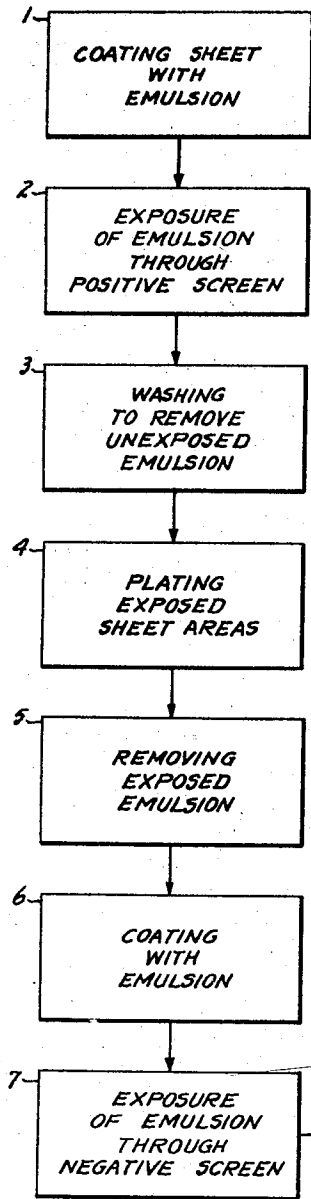 1
COATING SHEET
WITH
EMULSION
2
EXPOSURE
OF EMULSION
THROUGH
POSITIVE SCREEN
3
WASHING
TO REMOVE
UNEXPOSED
EMULSION
4
PLATING
EXPOSED
SHEET AREAS
5
REMOVING
EXPOSED
EMULSION
6
COATING
WITH
EMULSION
7
EXPOSURE
OF EMULSION
THROUGH
NEGATIVE SCREEN